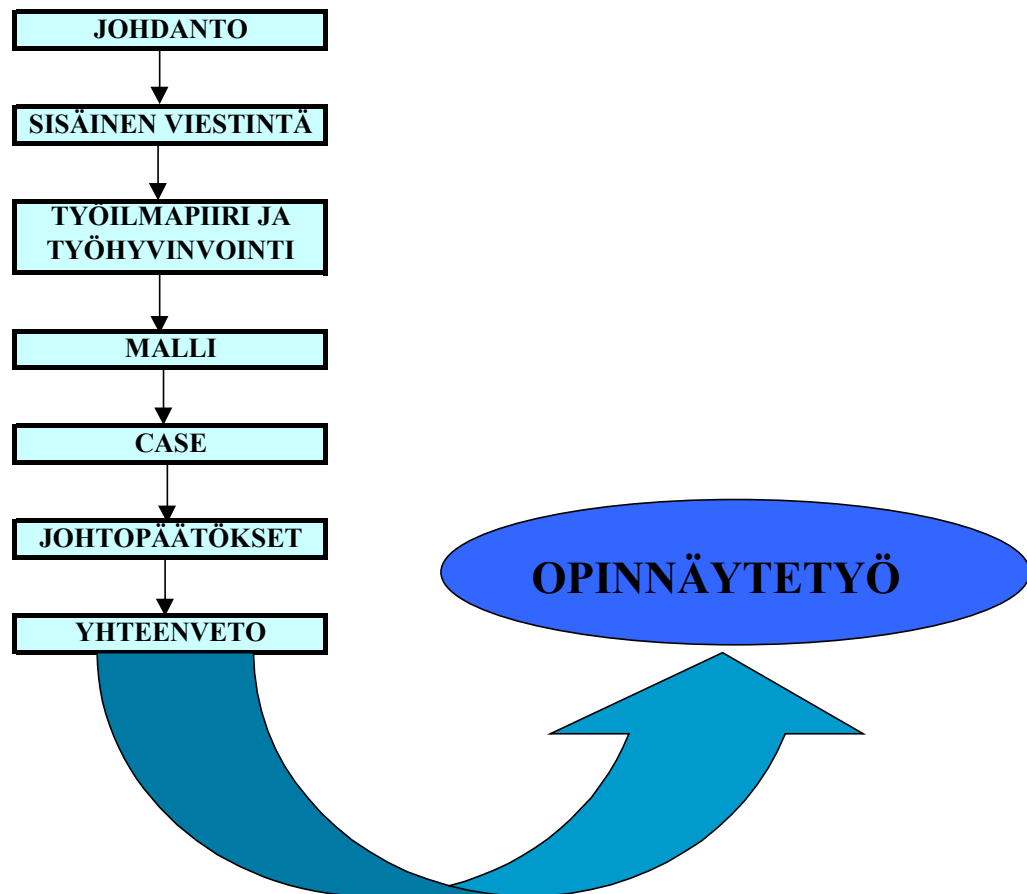 JOHDANTO
SISÄINEN VIESTINTÄ
TYÖILMAPIIRI JA
TYÖHYVINVOINTI
MALLI
CASE
JOHTOPÄÄTÖKSET
YHTEENVETO
OPINNÄYTETYÖ